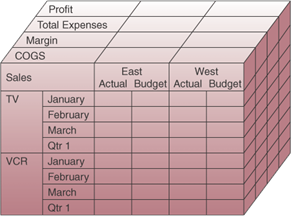 Profit
Total Expenses
Margin
COGS
Sales East West
Actual Budget Actual Budget
TV January
February
March
Qtr 1
VCR January
February
March
Qtr 1